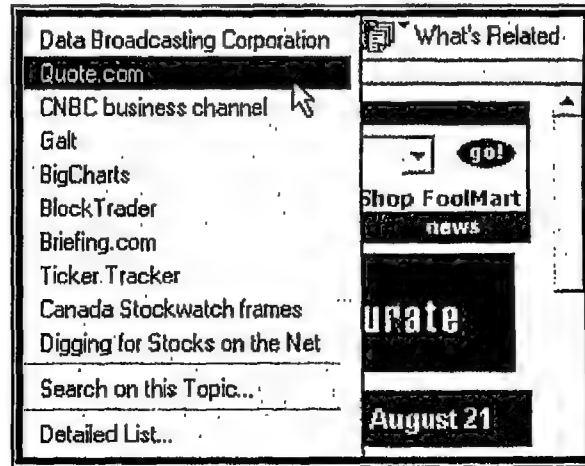 Data Broadcasting Corporation
What's Related
Quote.com
CNBC business channel
Galt
BigCharts
BlockTrader
Briefing.com
Ticker Tracker
Canada Stockwatch frames
Digging for Stocks on the Net
Search on this Topic...
Detailed List...
go!
Shop FoolMart
news
urate
August 21